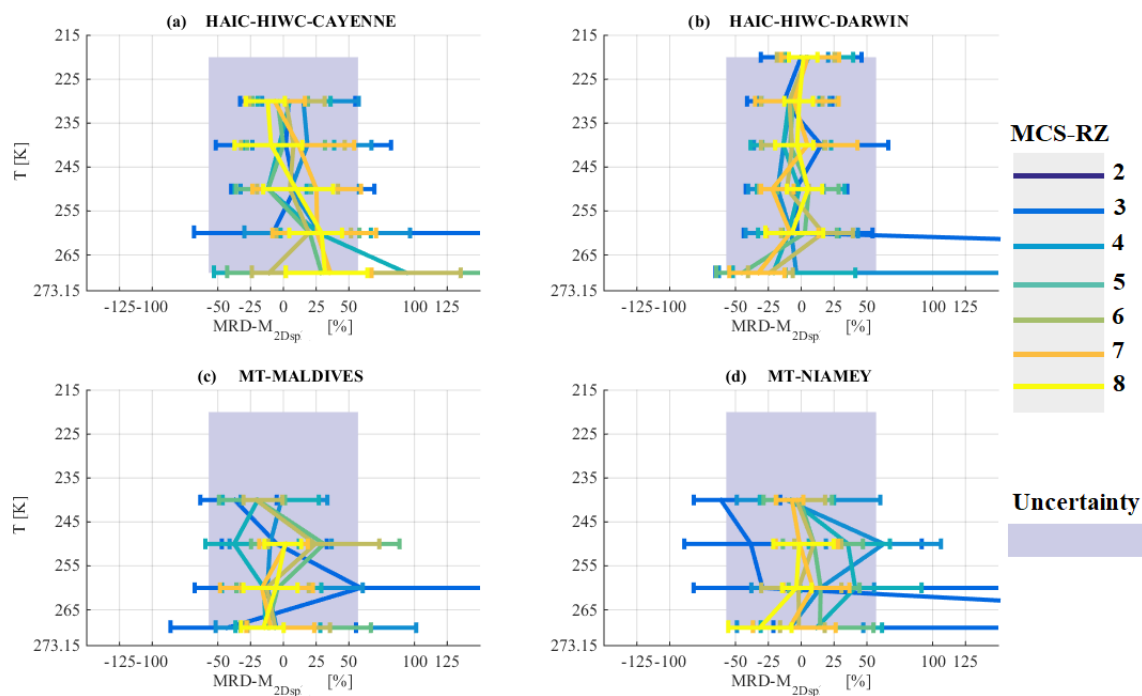 (a) HAIC-HIWC-CAYENNE
215
225
235
245
255
265
273.15
T [K]
-125-100 -50 -25 0 25 50 100 125
MRD-M2Dsp' [%]
(b) HAIC-HIWC-DARWIN
215
225
235
245
255
265
273.15
T [K]
-125-100 -50 -25 0 25 50 100 125
MRD-M2Dsp' [%]
MCS-RZ
2
3
4
5
6
7
8
Uncertainty
(c) MT-MALDIVES
215
225
235
245
255
265
273.15
T [K]
-125-100 -50 -25 0 25 50 100 125
MRD-M2Dsp' [%]
(d) MT-NIAMEY
215
225
235
245
255
265
273.15
T [K]
-125-100 -50 -25 0 25 50 100 125
MRD-M2Dsp' [%]